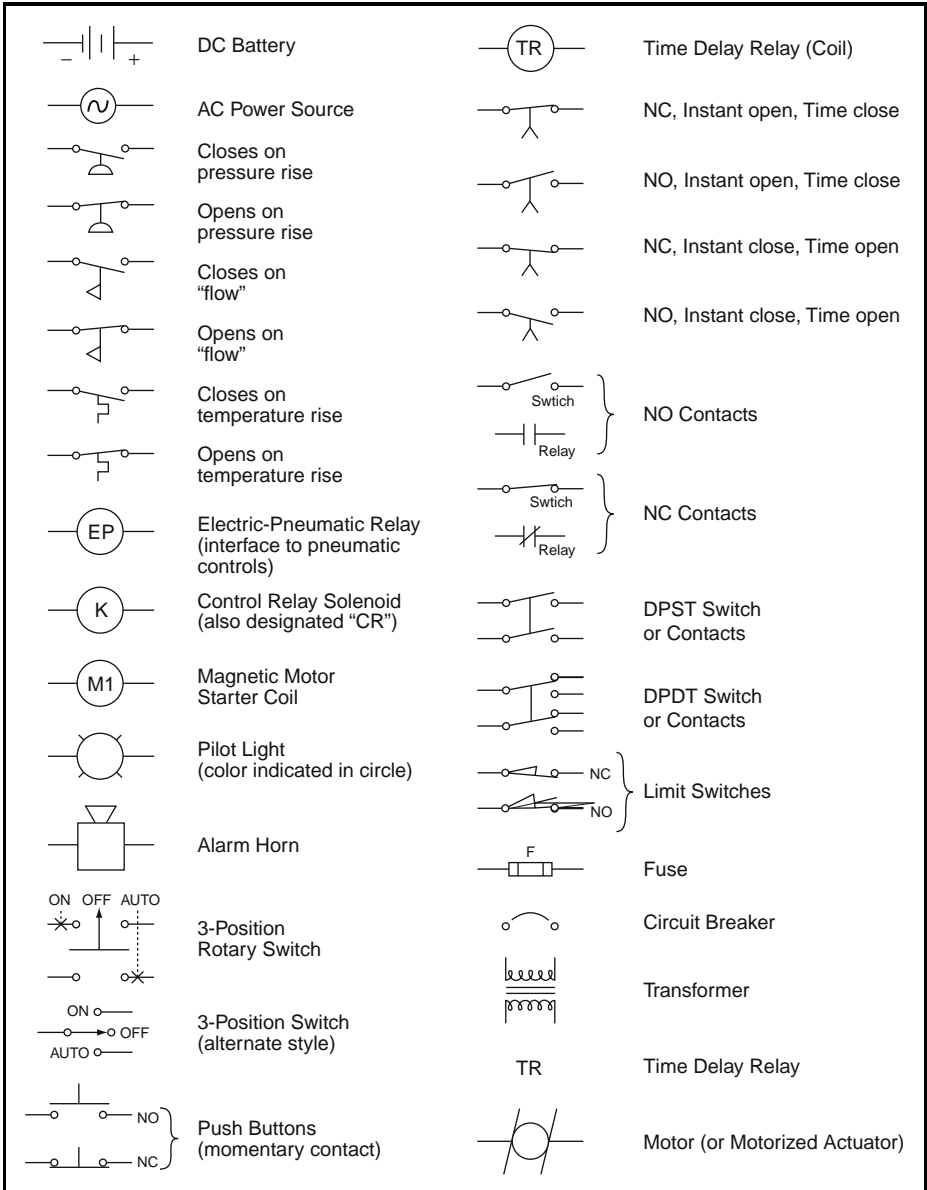 − +
DC Battery
AC Power Source
Closes on
pressure rise
Opens on
pressure rise
Closes on
“flow”
Opens on
“flow”
Closes on
temperature rise
Opens on
temperature rise
EP
Electric-Pneumatic Relay
(interface to pneumatic
controls)
K
Control Relay Solenoid
(also designated “CR”)
M1
Magnetic Motor
Starter Coil
Pilot Light
(color indicated in circle)
Alarm Horn
ON OFF AUTO
3-Position
Rotary Switch
ON
OFF
AUTO
3-Position Switch
(alternate style)
NO
NC
Push Buttons
(momentary contact)
TR
Time Delay Relay (Coil)
NC, Instant open, Time close
NO, Instant open, Time close
NC, Instant close, Time open
NO, Instant close, Time open
Swtich
Relay
NO Contacts
Swtich
Relay
NC Contacts
DPST Switch
or Contacts
DPDT Switch
or Contacts
NC
NO
Limit Switches
F
Fuse
Circuit Breaker
Transformer
TR
Time Delay Relay
Motor (or Motorized Actuator)